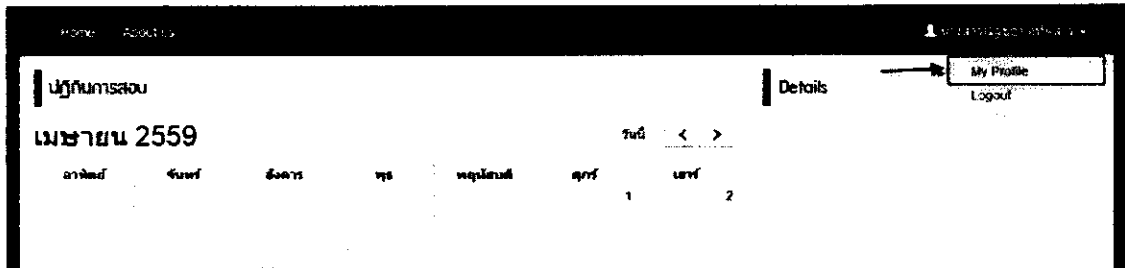 Home About Us
My Profile
Logout
ปฏิทินการสอบ
Details
เมษายน 2559
วันนี้ < >
อาทิตย์ จันทร์ อังคาร พุธ พฤหัสบดี ศุกร์ เสาร์
1 2